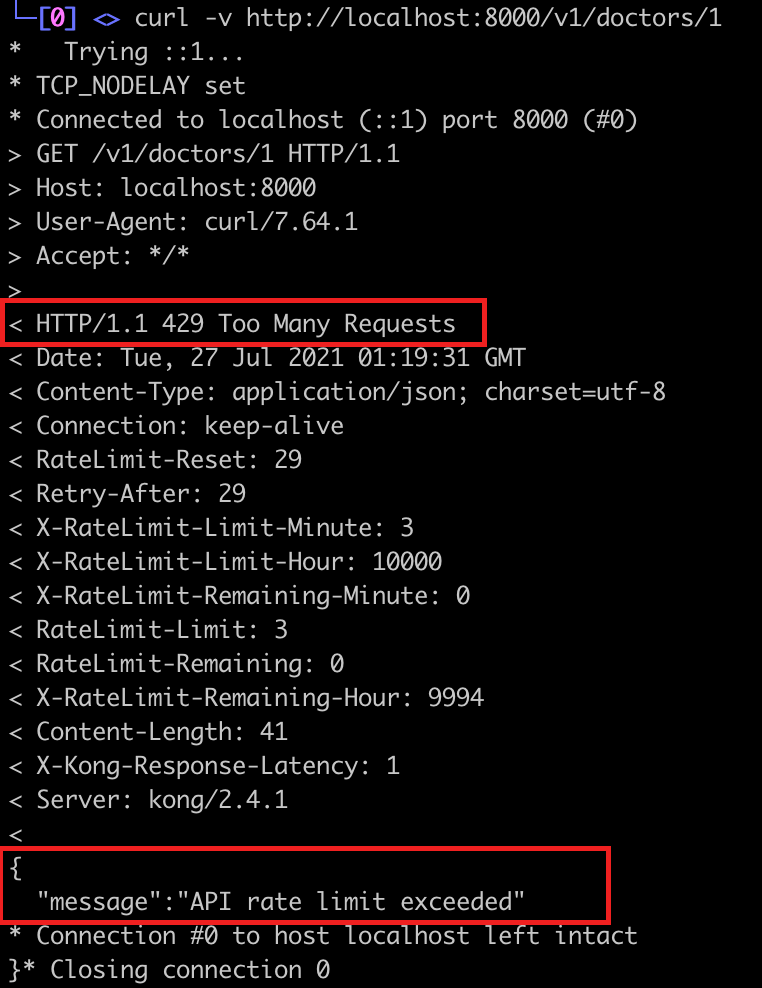 └─[0] <> curl -v http://localhost:8000/v1/doctors/1
*   Trying ::1...
* TCP_NODELAY set
* Connected to localhost (::1) port 8000 (#0)
> GET /v1/doctors/1 HTTP/1.1
> Host: localhost:8000
> User-Agent: curl/7.64.1
> Accept: */*
>
< HTTP/1.1 429 Too Many Requests
< Date: Tue, 27 Jul 2021 01:19:31 GMT
< Content-Type: application/json; charset=utf-8
< Connection: keep-alive
< RateLimit-Reset: 29
< Retry-After: 29
< X-RateLimit-Limit-Minute: 3
< X-RateLimit-Limit-Hour: 10000
< X-RateLimit-Remaining-Minute: 0
< RateLimit-Limit: 3
< RateLimit-Remaining: 0
< X-RateLimit-Remaining-Hour: 9994
< Content-Length: 41
< X-Kong-Response-Latency: 1
< Server: kong/2.4.1
<
{
  "message":"API rate limit exceeded"
* Connection #0 to host localhost left intact
}* Closing connection 0